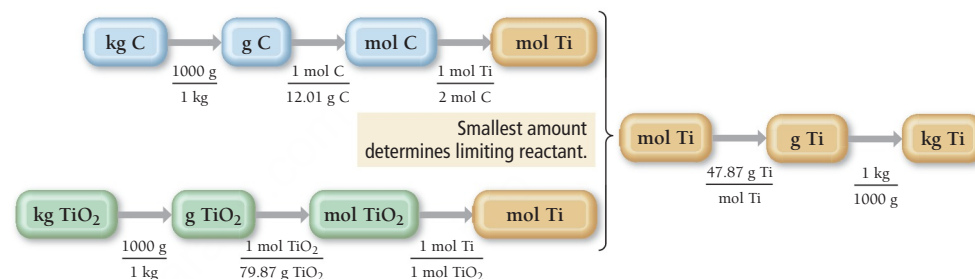 kg C g C mol C mol Ti
1000 g 1 mol C 1 mol Ti
1 kg 12.01 g C 2 mol C
Smallest amount
determines limiting reactant.
mol Ti g Ti kg Ti
47.87 g Ti 1 kg
mol Ti 1000 g
kg TiO₂ g TiO₂ mol TiO₂ mol Ti
1000 g 1 mol TiO₂ 1 mol Ti
1 kg 79.87 g TiO₂ 1 mol TiO₂